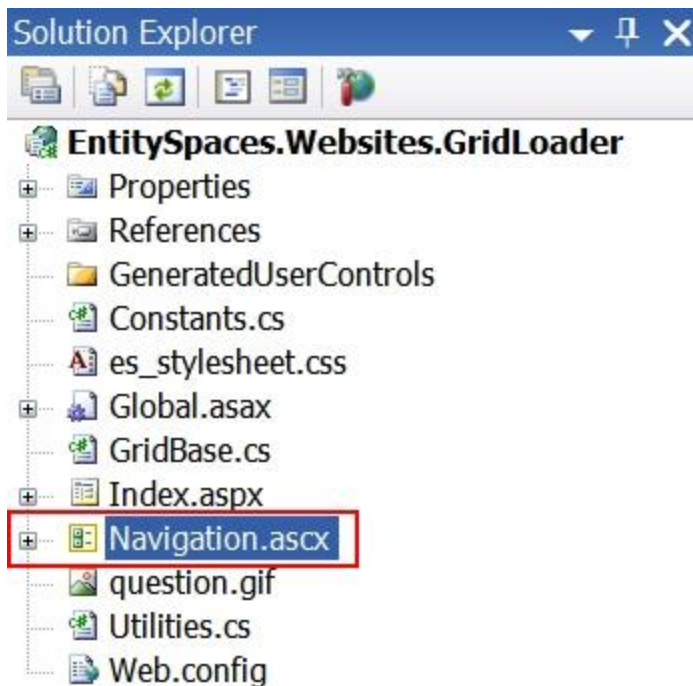 Solution Explorer
EntitySpaces.Websites.GridLoader
Properties
References
GeneratedUserControls
Constants.cs
es_stylesheet.css
Global.asax
GridBase.cs
Index.aspx
Navigation.ascx
question.gif
Utilities.cs
Web.config